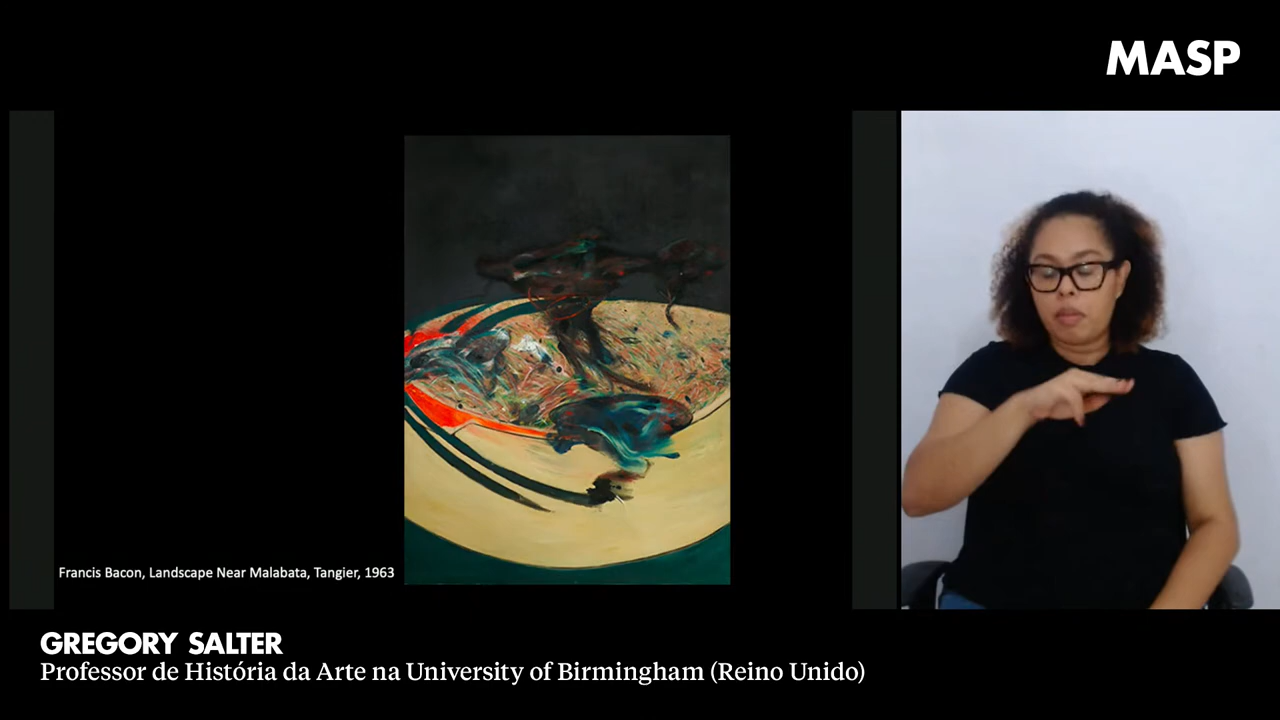 MASP
Francis Bacon, Landscape Near Malabata, Tangier, 1963
GREGORY SALTER
Professor de História da Arte na University of Birmingham (Reino Unido)